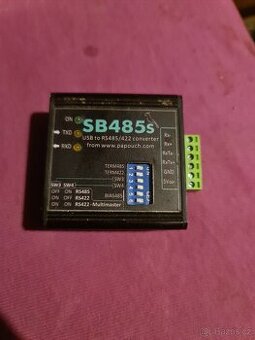 ON
SB485s
USB to RS485/422 converter
from www.papouch.com
TXD
RXD
TERM485
TERM422
SW3
SW4
BIAS485
SW3 SW4
OFF ON RS485
ON OFF RS422
ON ON RS422-Multimaster
Rx-
Rx+
RxTx-
RxTx+
GND